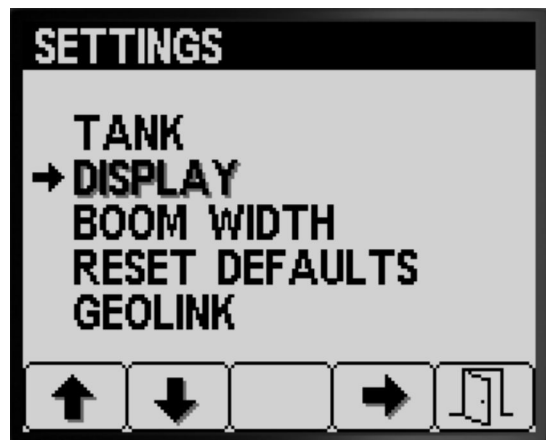 SETTINGS
TANK
DISPLAY
BOOM WIDTH
RESET DEFAULTS
GEOLINK